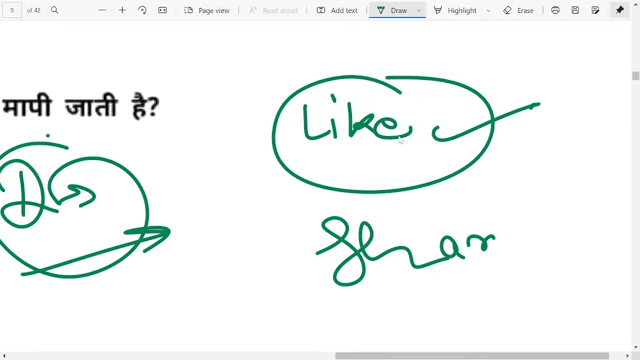 9 of 42 Page view Read aloud Add text Draw Highlight Erase
मापी जाती है?
Like
D
Shar